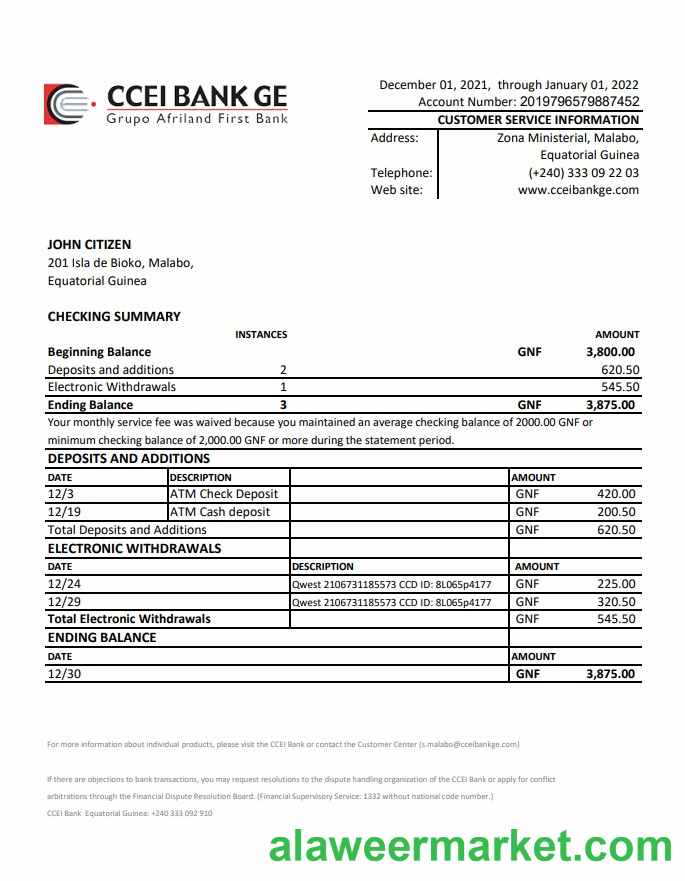 CCEI BANK GE
Grupo Afriland First Bank
December 01, 2021,  through January 01, 2022
Account Number: 2019796579887452
CUSTOMER SERVICE INFORMATION
Address: Zona Ministerial, Malabo,
Equatorial Guinea
Telephone: (+240) 333 09 22 03
Web site: www.cceibankge.com
JOHN CITIZEN
201 Isla de Bioko, Malabo,
Equatorial Guinea
CHECKING SUMMARY
INSTANCES AMOUNT
Beginning Balance GNF 3,800.00
Deposits and additions 2 620.50
Electronic Withdrawals 1 545.50
Ending Balance 3 GNF 3,875.00
Your monthly service fee was waived because you maintained an average checking balance of 2000.00 GNF or
minimum checking balance of 2,000.00 GNF or more during the statement period.
DEPOSITS AND ADDITIONS
DATE DESCRIPTION AMOUNT
12/3 ATM Check Deposit GNF 420.00
12/19 ATM Cash deposit GNF 200.50
Total Deposits and Additions GNF 620.50
ELECTRONIC WITHDRAWALS
DATE DESCRIPTION AMOUNT
12/24 Qwest 2106731185573 CCD ID: 8L065p4177 GNF 225.00
12/29 Qwest 2106731185573 CCD ID: 8L065p4177 GNF 320.50
Total Electronic Withdrawals GNF 545.50
ENDING BALANCE
DATE AMOUNT
12/30 GNF 3,875.00
For more information about individual products, please visit the CCEI Bank or contact the Customer Center (s.malabo@cceibankge.com)
If there are objections to bank transactions, you may request resolutions to the dispute handling organization of the CCEI Bank or apply for conflict
arbitrations through the Financial Dispute Resolution Board. (Financial Supervisory Service: 1332 without national code number.)
CCEI Bank  Equatorial Guinea: +240 333 092 910
alaweermarket.com